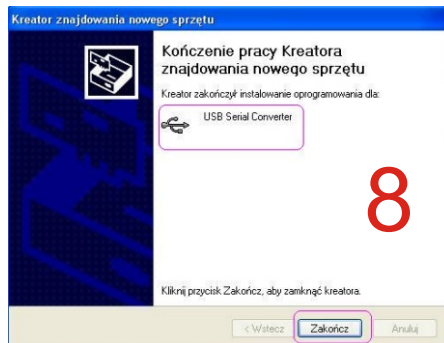 Kreator znajdowania nowego sprzętu
Kończenie pracy Kreatora
znajdowania nowego sprzętu
Kreator zakończył instalowanie oprogramowania dla:
USB Serial Converter
8
Kliknij przycisk Zakończ, aby zamknąć kreatora.
< Wstecz Zakończ Anuluj